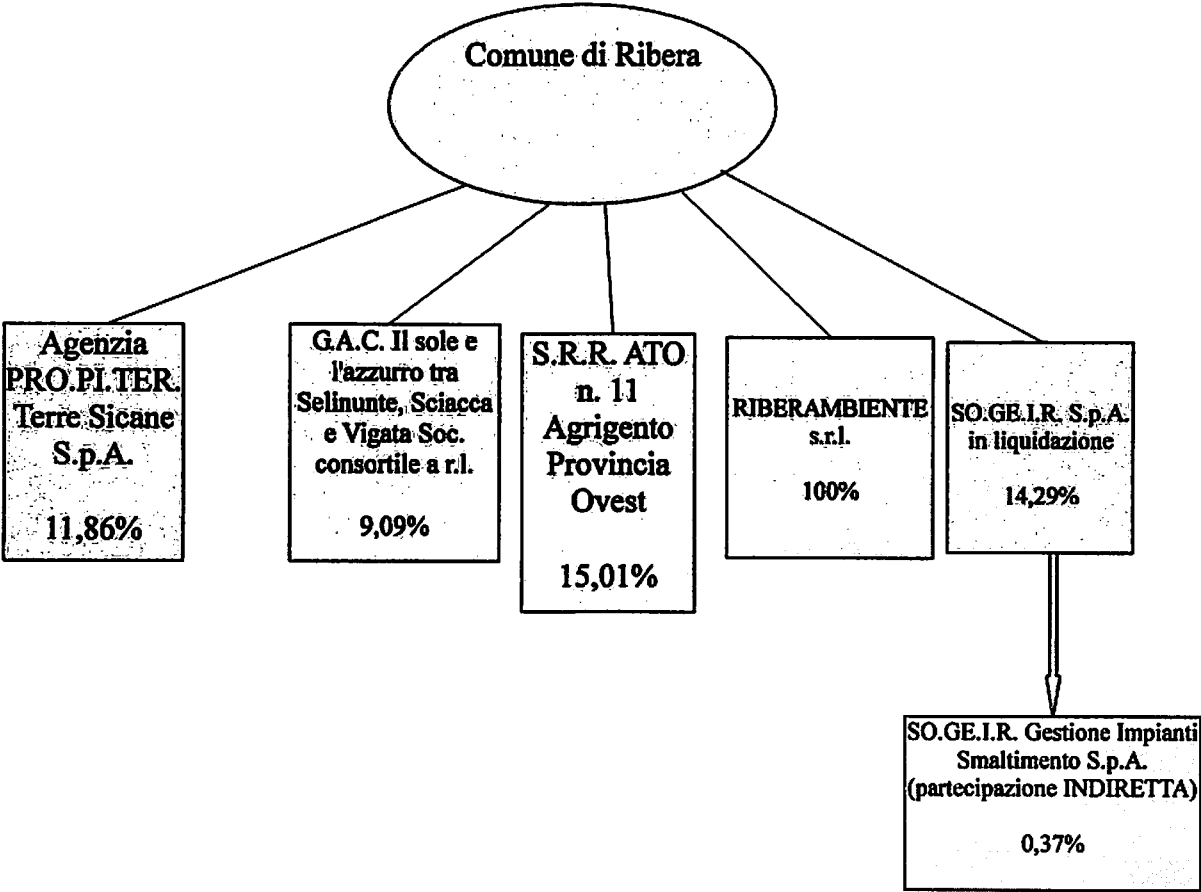 Comune di Ribera
Agenzia
PRO.PI.TER.
Terre Sicane
S.p.A.
11,86%
G.A.C. Il sole e
l'azzurro tra
Selinunte, Sciacca
e Vigata Soc.
consortile a r.l.
9,09%
S.R.R. ATO
n. 11
Agrigento
Provincia
Ovest
15,01%
RIBERAMBIENTE
s.r.l.
100%
SO.GE.I.R. S.p.A.
in liquidazione
14,29%
SO.GE.I.R. Gestione Impianti
Smaltimento S.p.A.
(partecipazione INDIRETTA)
0,37%